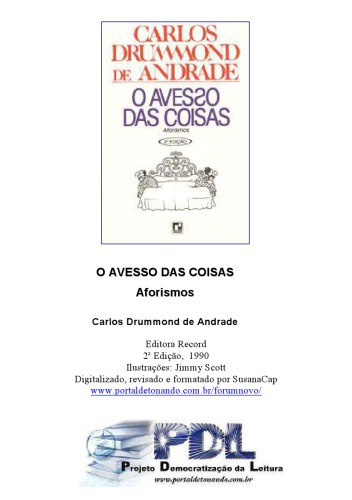 CARLOS
DRUMMOND
DE ANDRADE
O AVESSO
DAS COISAS
Aforismos
2ª EDIÇÃO
O AVESSO DAS COISAS
Aforismos
Carlos Drummond de Andrade
Editora Record
2ª Edição, 1990
Ilustrações: Jimmy Scott
Digitalizado, revisado e formatado por SusanaCap
www.portaldetonando.com.br/forumnovo/
PDL
Projeto Democratização da Leitura
www.portaldetonando.com.br